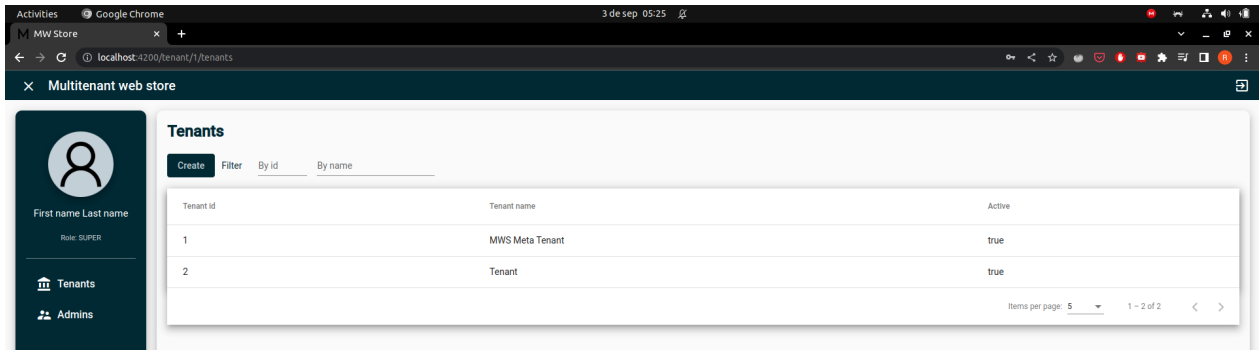 Activities Google Chrome 3 de sep 05:25
MW Store
localhost:4200/tenant/1/tenants
Multitenant web store
First name Last name
Role: SUPER
Tenants
Admins
Tenants
Create Filter By id By name
Tenant Id Tenant name Active
1 MWS Meta Tenant true
2 Tenant true
Items per page: 5 1 – 2 of 2